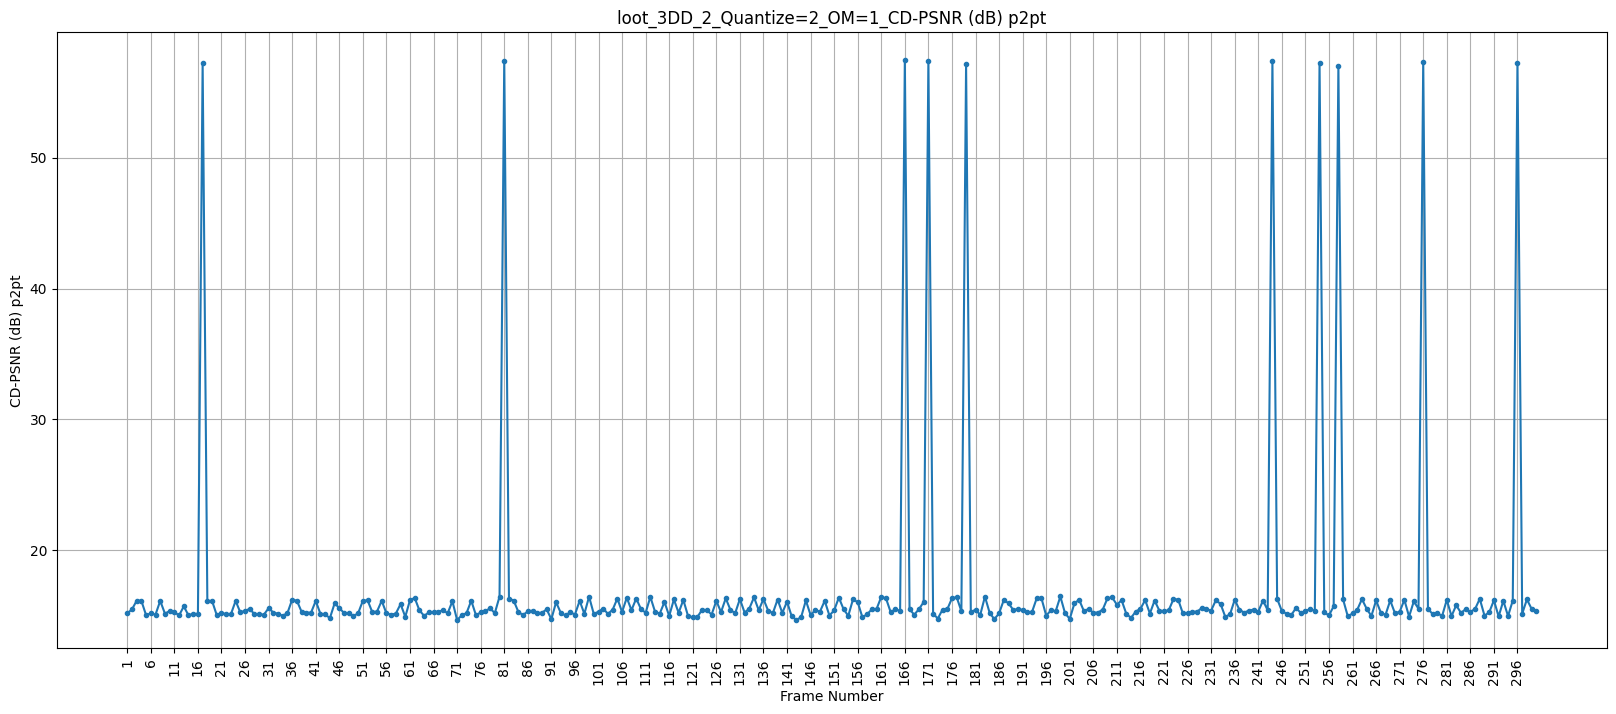 loot_3DD_2_Quantize=2_OM=1_CD-PSNR (dB) p2pt
CD-PSNR (dB) p2pt
50
40
30
20
1 6 11 16 21 26 31 36 41 46 51 56 61 66 71 76 81 86 91 96 101 106 111 116 121 126 131 136 141 146 151 156 161 166 171 176 181 186 191 196 201 206 211 216 221 226 231 236 241 246 251 256 261 266 271 276 281 286 291 296
Frame Number